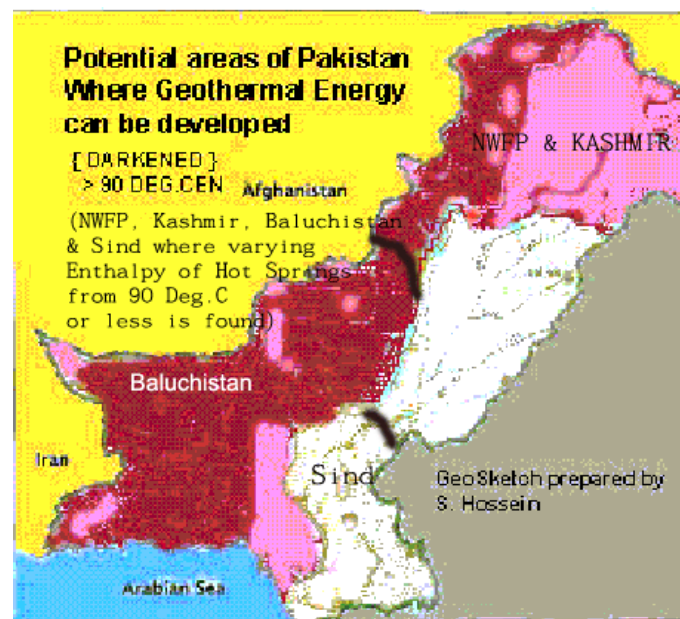 Potential areas of Pakistan
Where Geothermal Energy
can be developed
{ DARKENED }
> 90 DEG.CEN
Afghanistan
(NWFP, Kashmir, Baluchistan
& Sind where varying
Enthalpy of Hot Springs
from 90 Deg.C
or less is found)
NWFP & KASHMIR
Baluchistan
Iran
Sind
GeoSketch prepared by
S. Hossein
Arabian Sea